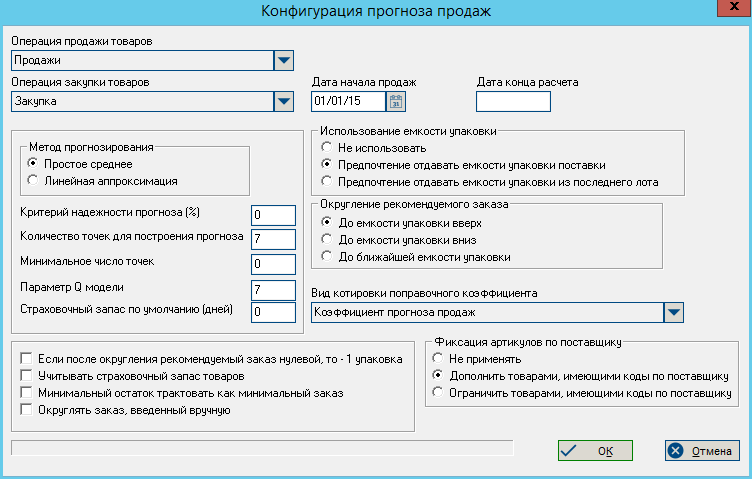 Конфигурация прогноза продаж
x
Операция продажи товаров
Продажи
Операция закупки товаров
Дата начала продаж
Дата конца расчета
Закупка
01/01/15
31
Метод прогнозирования
Простое среднее
Линейная аппроксимация
Критерий надежности прогноза (%)
0
Количество точек для построения прогноза
7
Минимальное число точек
0
Параметр Q модели
7
Страховочный запас по умолчанию (дней)
0
Использование емкости упаковки
Не использовать
Предпочтение отдавать емкости упаковки поставки
Предпочтение отдавать емкости упаковки из последнего лота
Округление рекомендуемого заказа
До емкости упаковки вверх
До емкости упаковки вниз
До ближайшей емкости упаковки
Вид котировки поправочного коэффициента
Коэффициент прогноза продаж
Если после округления рекомендуемый заказ нулевой, то - 1 упаковка
Учитывать страховочный запас товаров
Минимальный остаток трактовать как минимальный заказ
Округлять заказ, введенный вручную
Фиксация артикулов по поставщику
Не применять
Дополнить товарами, имеющими коды по поставщику
Ограничить товарами, имеющими коды по поставщику
ОК
Отмена